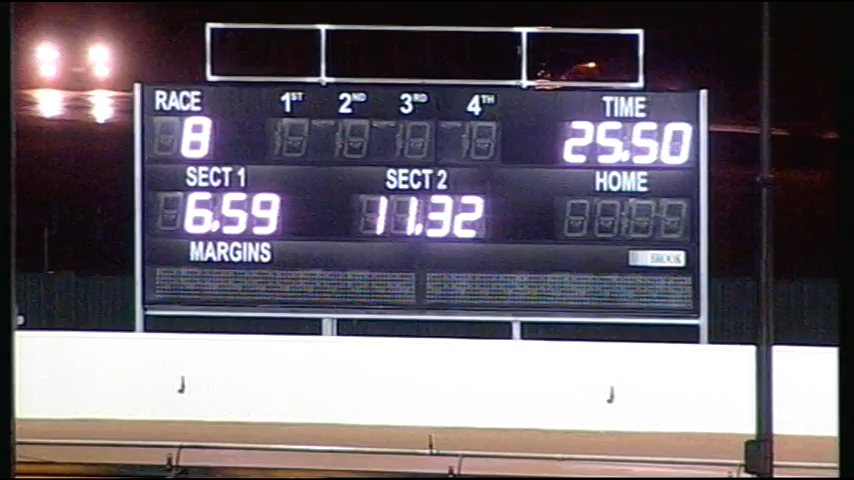 RACE 1ST 2ND 3RD 4TH TIME
8 25.50
SECT 1 SECT 2 HOME
6.59 11.32
MARGINS